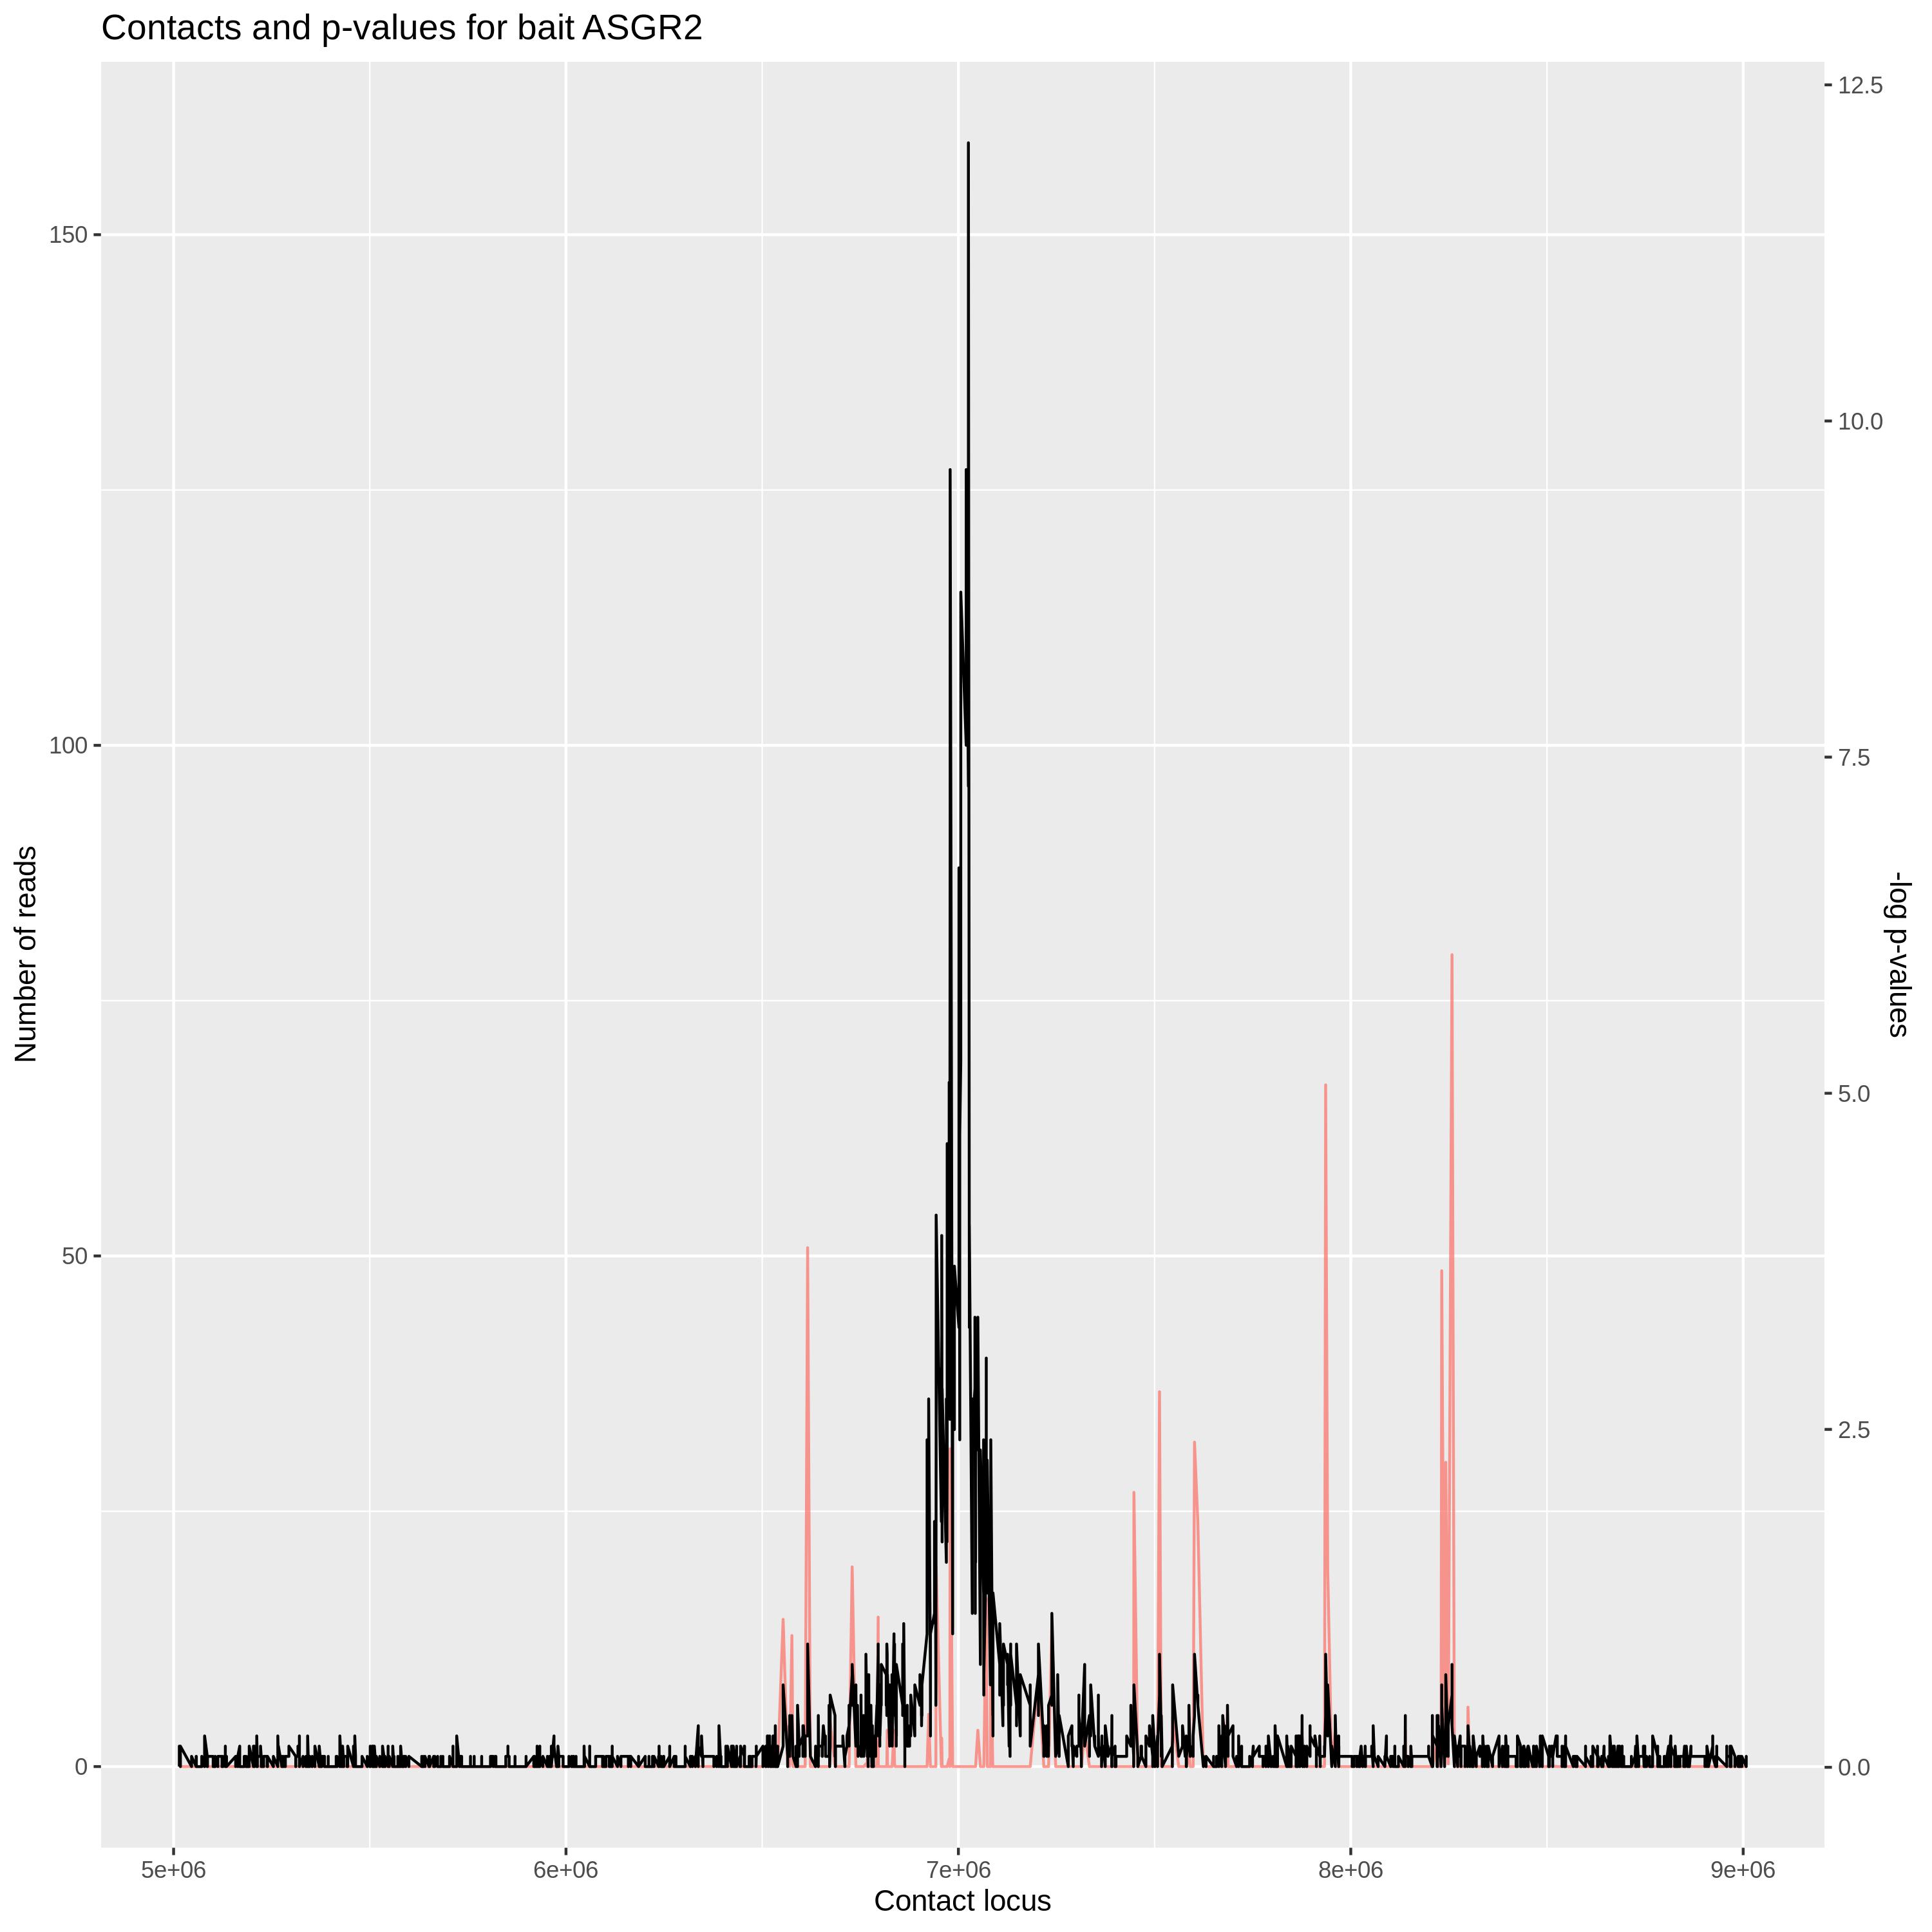 Contacts and p-values for bait ASGR2
12.5
150
10.0
100
7.5
Number of reads
-log p-values
5.0
50
2.5
0
0.0
5e+06 6e+06 7e+06 8e+06 9e+06
Contact locus